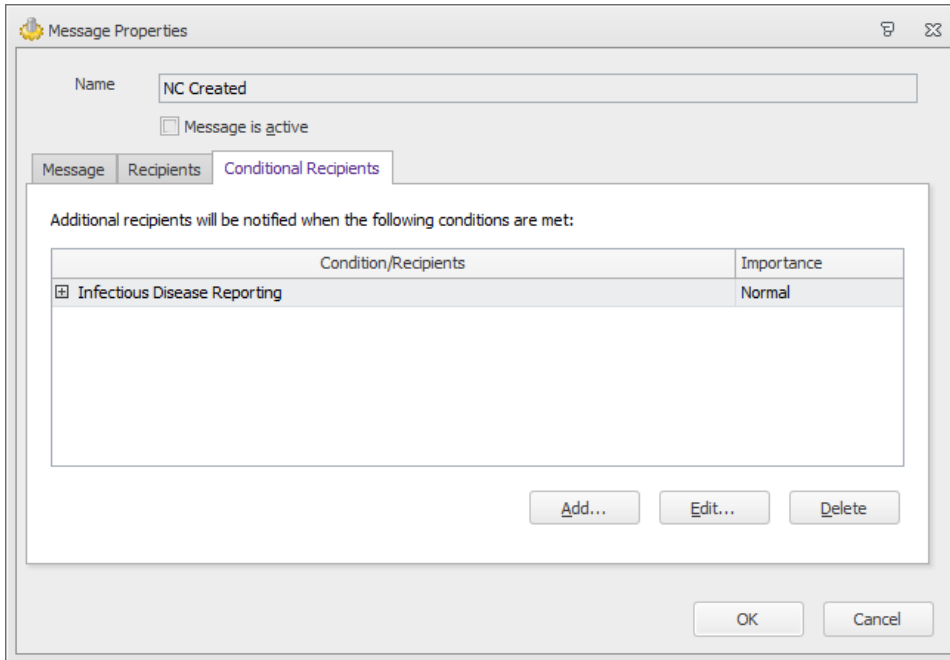 Message Properties
Name NC Created
Message is active
Message Recipients Conditional Recipients
Additional recipients will be notified when the following conditions are met:
Condition/Recipients Importance
Infectious Disease Reporting Normal
Add... Edit... Delete
OK Cancel